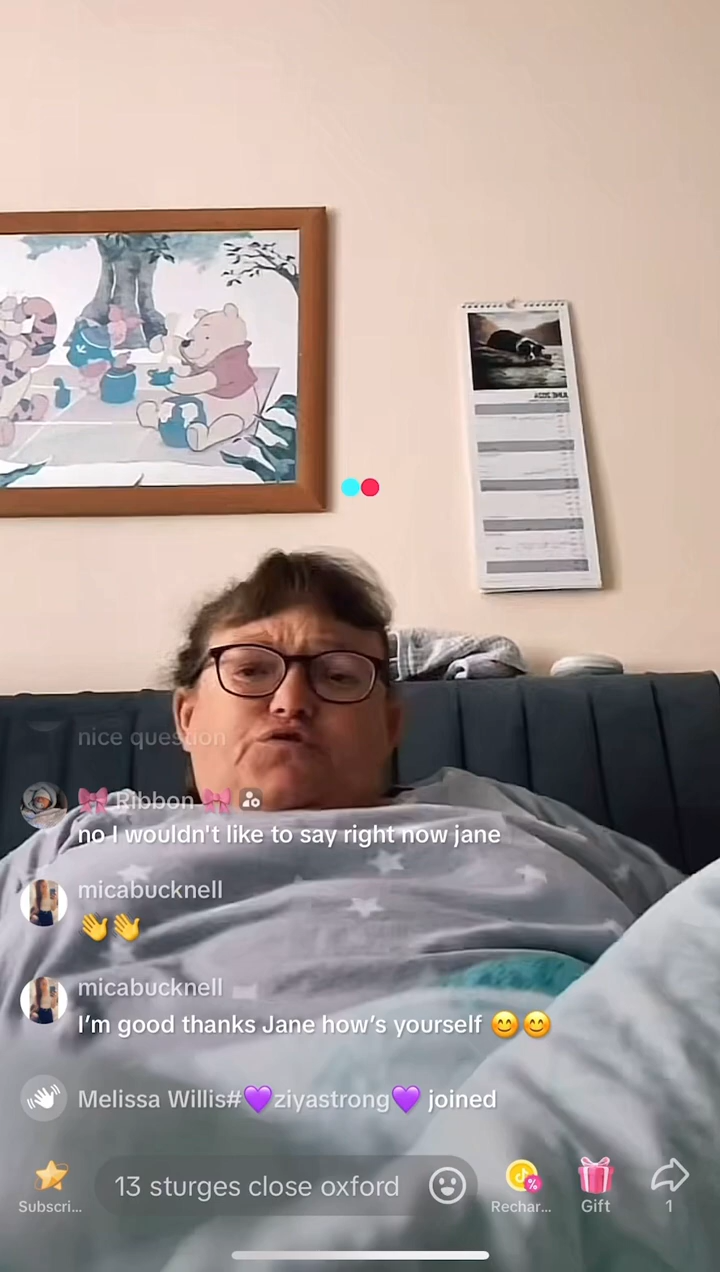 nice question
🎀 Ribbon 🎀
no I wouldn't like to say right now jane
micabucknell
👋👋
micabucknell
I'm good thanks Jane how's yourself 😊😊
Melissa Willis#💜ziyastrong💜 joined
13 sturges close oxford
Subscri...
Rechar...
Gift
1